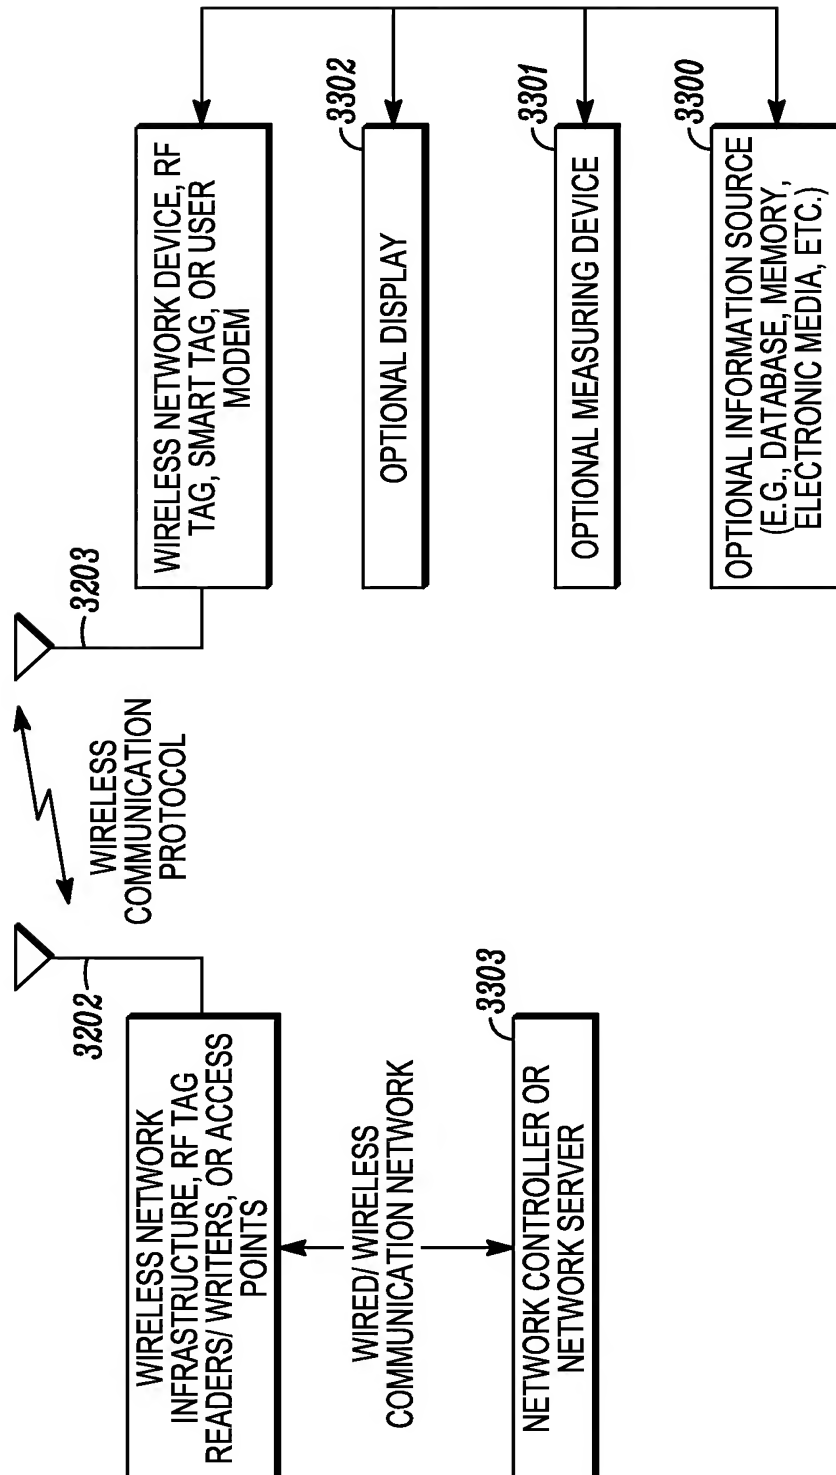 WIRELESS NETWORK
INFRASTRUCTURE, RF TAG
READERS/ WRITERS, OR ACCESS
POINTS
3202
WIRED/ WIRELESS
COMMUNICATION NETWORK
NETWORK CONTROLLER OR
NETWORK SERVER
3303
WIRELESS
COMMUNICATION
PROTOCOL
3203
WIRELESS NETWORK DEVICE, RF
TAG, SMART TAG, OR USER
MODEM
OPTIONAL DISPLAY
3302
OPTIONAL MEASURING DEVICE
3301
OPTIONAL INFORMATION SOURCE
(E.G., DATABASE, MEMORY,
ELECTRONIC MEDIA, ETC.)
3300